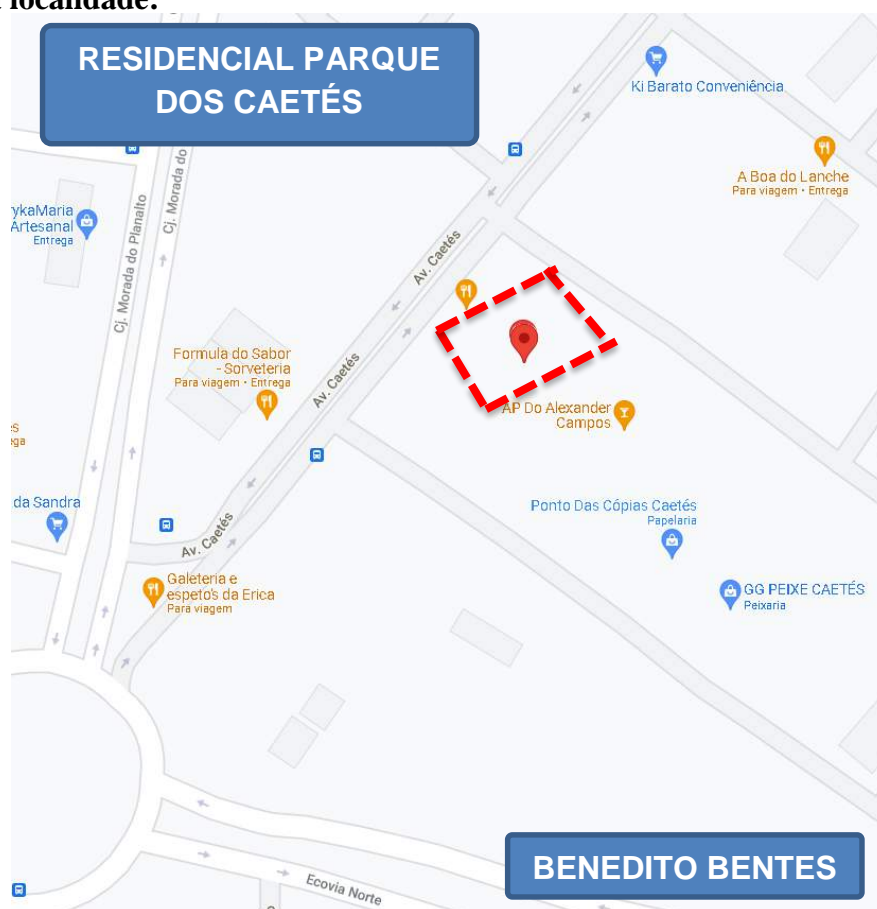 localidade:
RESIDENCIAL PARQUE
DOS CAETÉS
Ki Barato Conveniência
A Boa do Lanche
Para viagem • Entrega
ykaMaria
Artesanal
Entrega
Cj. Morada do Planalto
Cj. Morada do
Av. Caetés
Formula do Sabor
- Sorveteria
Para viagem • Entrega
Av. Caetés
AP Do Alexander
Campos
da Sandra
Ponto Das Cópias Caetés
Papelaria
Av. Caetés
Galeteria e
espeto's da Erica
Para viagem
GG PEIXE CAETÉS
Peixaria
BENEDITO BENTES
Ecovia Norte